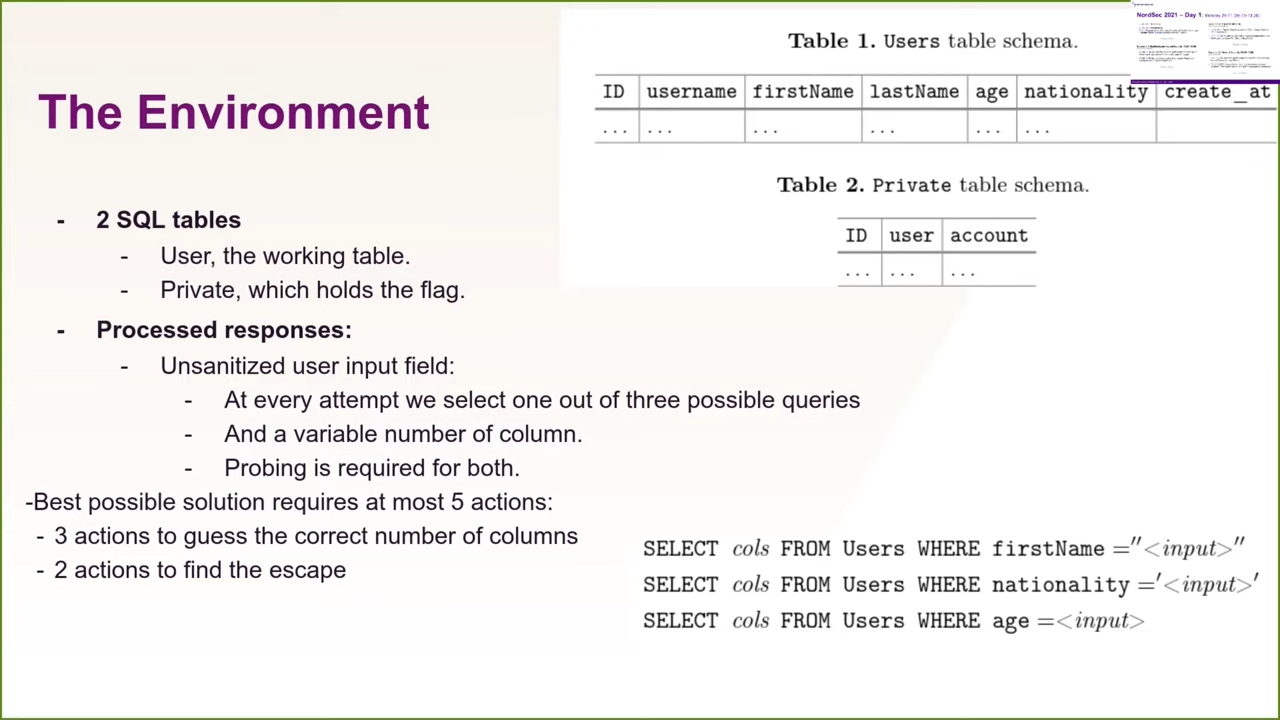 NordSec 2021 – Day 1:
Table 1. Users table schema.
ID username firstName lastName age nationality create_at
... ... ... ... ... ...
The Environment
Table 2. Private table schema.
ID user account
... ... ...
- 2 SQL tables
- User, the working table.
- Private, which holds the flag.
- Processed responses:
- Unsanitized user input field:
- At every attempt we select one out of three possible queries
- And a variable number of column.
- Probing is required for both.
-Best possible solution requires at most 5 actions:
- 3 actions to guess the correct number of columns
- 2 actions to find the escape
SELECT cols FROM Users WHERE firstName ="<input>"
SELECT cols FROM Users WHERE nationality ='<input>'
SELECT cols FROM Users WHERE age =<input>